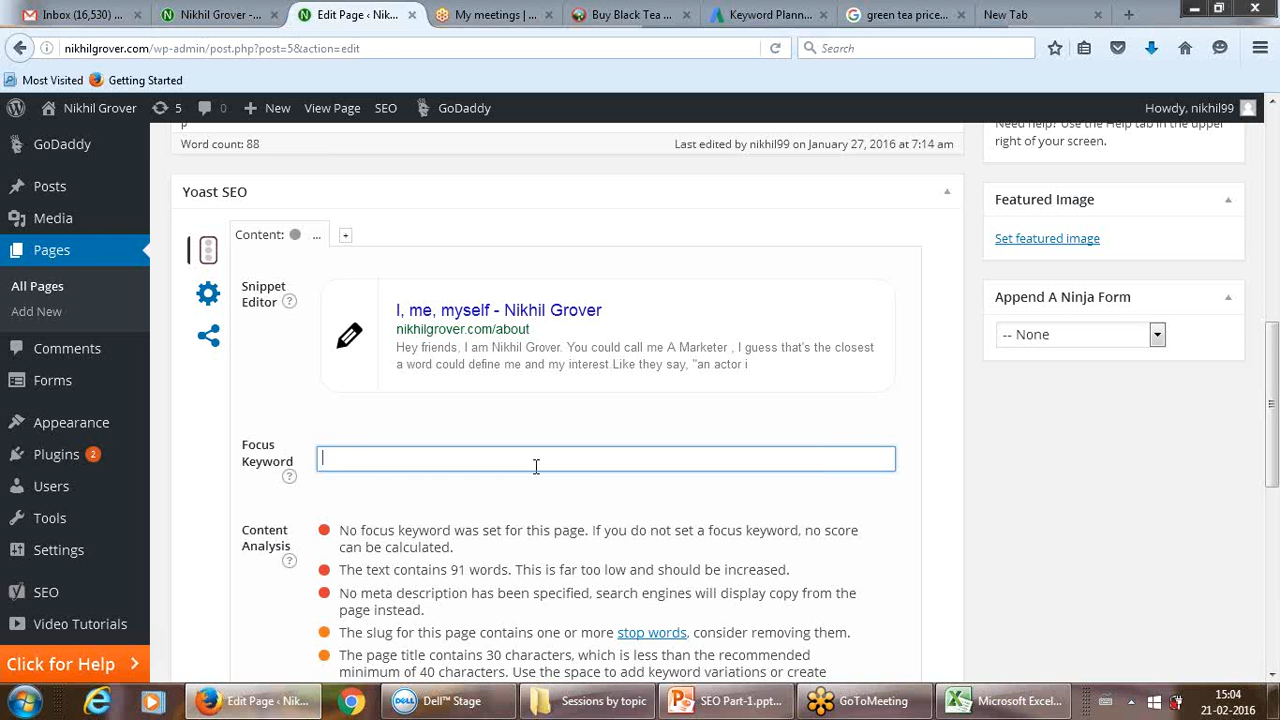 Inbox (16,530) - ...
Nikhil Grover -...
Edit Page ‹ Nik...
My meetings | ...
Buy Black Tea ...
Keyword Plann...
green tea price...
New Tab
nikhilgrover.com/wp-admin/post.php?post=5&action=edit
Search
Most Visited
Getting Started
Nikhil Grover
5
0
New
View Page
SEO
GoDaddy
Howdy, nikhil99
GoDaddy
Posts
Media
Pages
All Pages
Add New
Comments
Forms
Appearance
Plugins 2
Users
Tools
Settings
SEO
Video Tutorials
Click for Help
p
Word count: 88
Last edited by nikhil99 on January 27, 2016 at 7:14 am
Yoast SEO
Content: ...
+
Snippet
Editor ?
I, me, myself - Nikhil Grover
nikhilgrover.com/about
Hey friends, I am Nikhil Grover. You could call me A Marketer , I guess that's the closest
a word could define me and my interest.Like they say, "an actor i
Focus
Keyword
?
Content
Analysis
?
No focus keyword was set for this page. If you do not set a focus keyword, no score
can be calculated.
The text contains 91 words. This is far too low and should be increased.
No meta description has been specified, search engines will display copy from the
page instead.
The slug for this page contains one or more stop words, consider removing them.
The page title contains 30 characters, which is less than the recommended
minimum of 40 characters. Use the space to add keyword variations or create
Need help? Use the Help tab in the upper
right of your screen.
Featured Image
Set featured image
Append A Ninja Form
-- None
Edit Page ‹ Nik...
Dell™ Stage
Sessions by topic
SEO Part-1.ppt...
GoToMeeting
Microsoft Exce...
15:04
21-02-2016